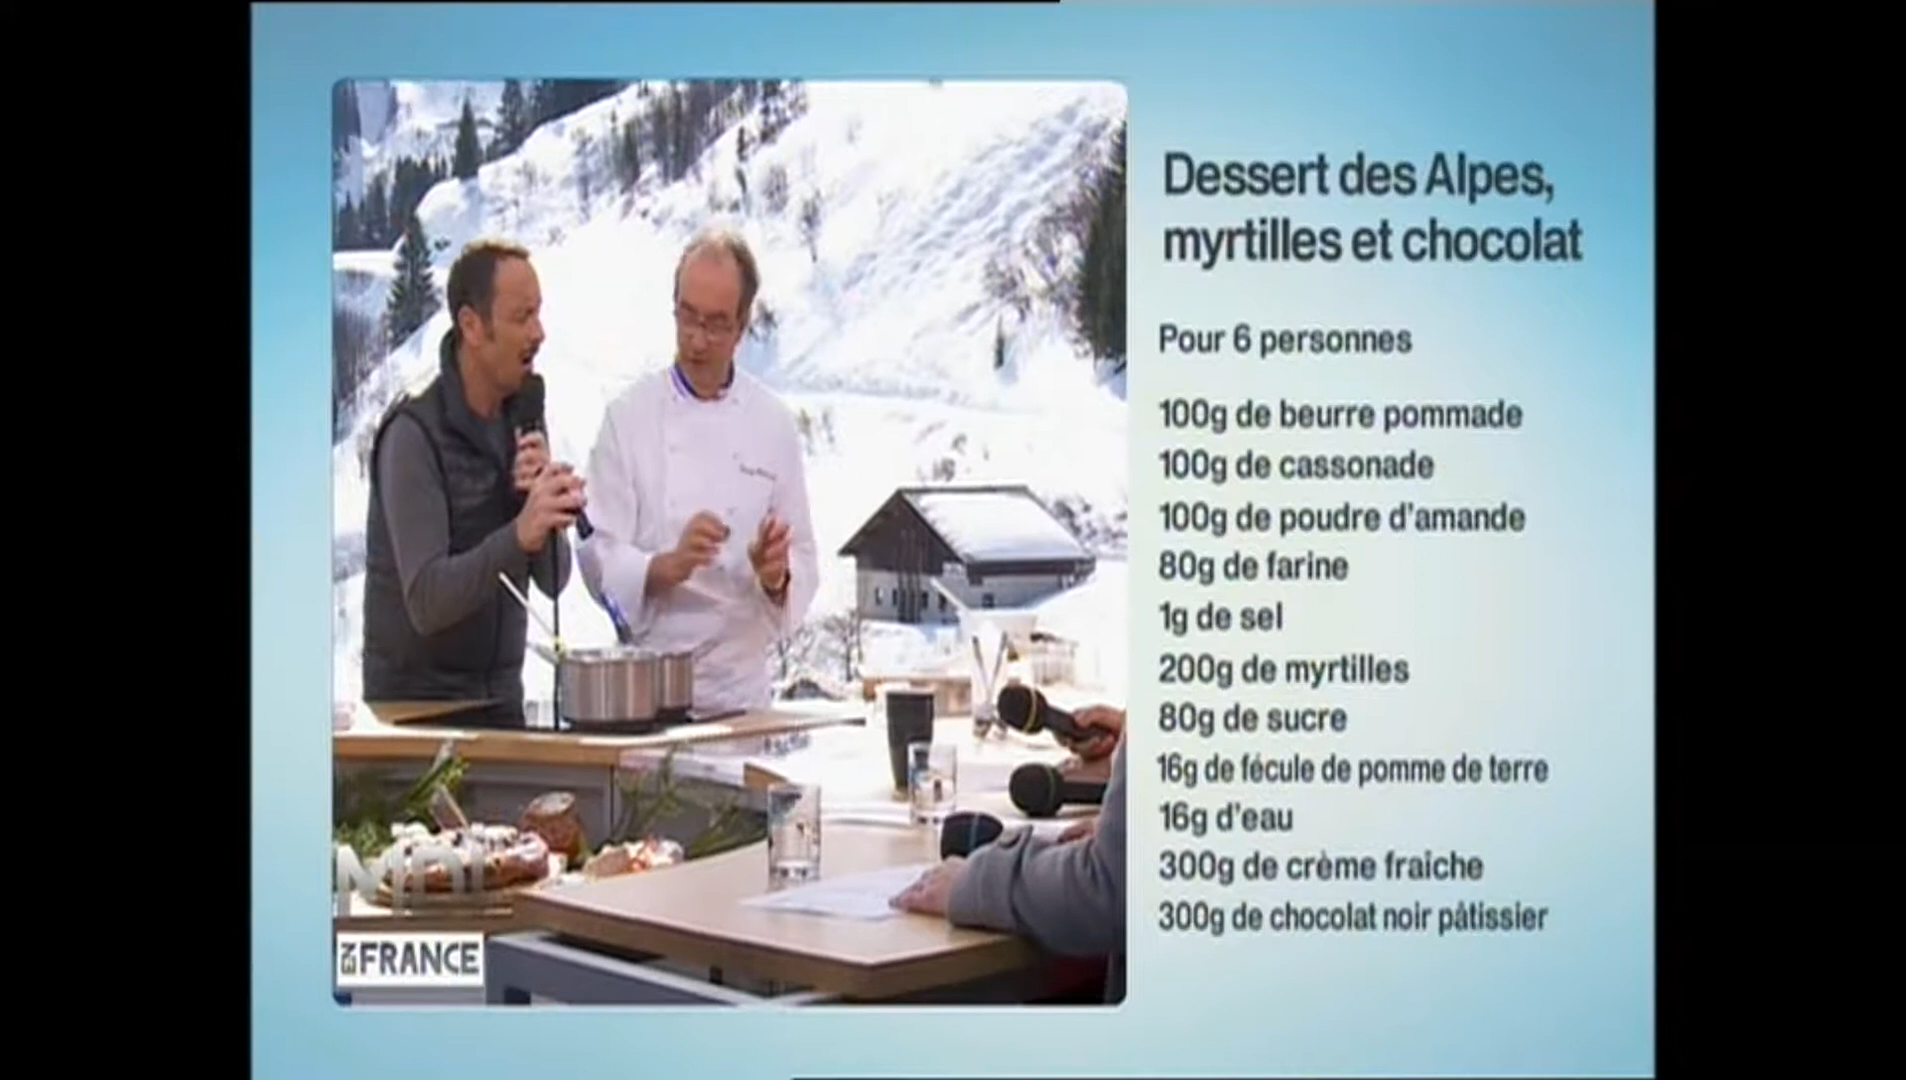 Dessert des Alpes,
myrtilles et chocolat
Pour 6 personnes
100g de beurre pommade
100g de cassonade
100g de poudre d'amande
80g de farine
1g de sel
200g de myrtilles
80g de sucre
16g de fécule de pomme de terre
16g d'eau
300g de crème fraîche
300g de chocolat noir pâtissier
EN FRANCE